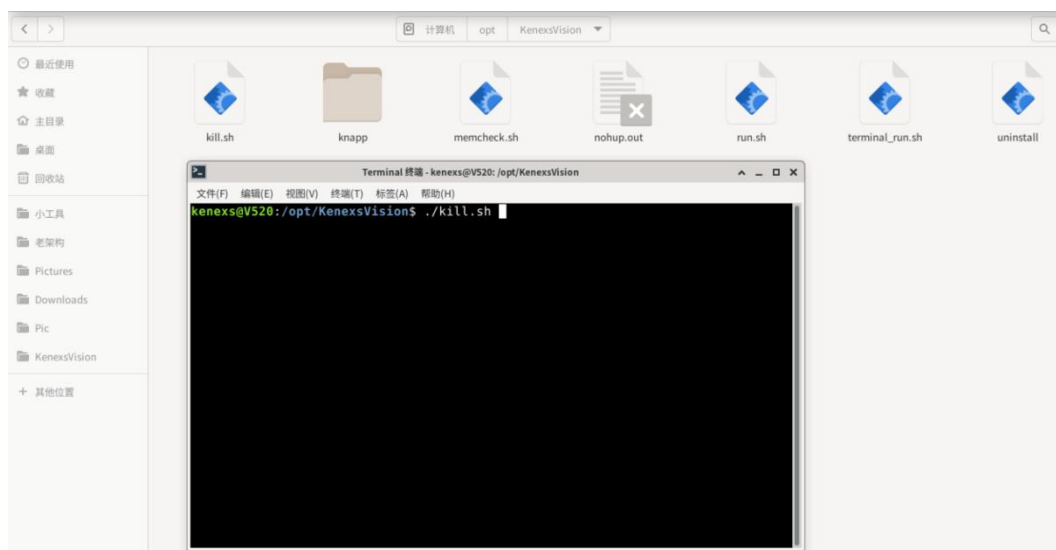 计算机 opt KenexsVision
最近使用
收藏
主目录
桌面
回收站
小工具
老架构
Pictures
Downloads
Pic
KenexsVision
其他位置
kill.sh knapp memcheck.sh nohup.out run.sh terminal_run.sh uninstall
Terminal 终端 - kenexs@V520: /opt/KenexsVision
文件(F) 编辑(E) 视图(V) 终端(T) 标签(A) 帮助(H)
kenexs@V520:/opt/KenexsVision$ ./kill.sh